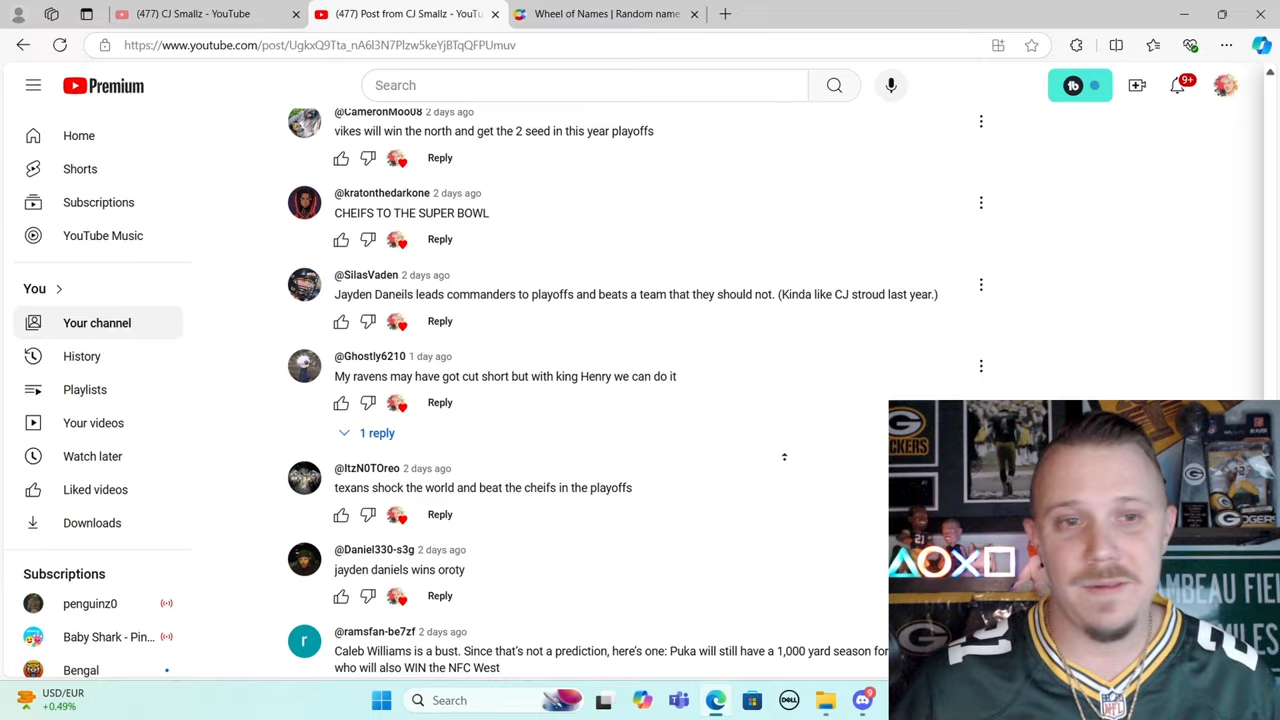 (477) CJ Smallz - YouTube
(477) Post from CJ Smallz - YouTu
Wheel of Names | Random name
https://www.youtube.com/post/UgkxQ9Tta_nA6l3N7Plzw5keYjBTqQFPUmuv
Premium
Search
9+
@CameronMoo08 2 days ago
vikes will win the north and get the 2 seed in this year playoffs
Reply
@kratonthedarkone 2 days ago
CHEIFS TO THE SUPER BOWL
Reply
@SilasVaden 2 days ago
Jayden Daneils leads commanders to playoffs and beats a team that they should not. (Kinda like CJ stroud last year.)
Reply
@Ghostly6210 1 day ago
My ravens may have got cut short but with king Henry we can do it
Reply
1 reply
@ItzN0TOreo 2 days ago
texans shock the world and beat the cheifs in the playoffs
Reply
@Daniel330-s3g 2 days ago
jayden daniels wins oroty
Reply
r
@ramsfan-be7zf 2 days ago
Caleb Williams is a bust. Since that's not a prediction, here's one: Puka will still have a 1,000 yard season for
who will also WIN the NFC West
Home
Shorts
Subscriptions
YouTube Music
You
Your channel
History
Playlists
Your videos
Watch later
Liked videos
Downloads
Subscriptions
penguinz0
Baby Shark - Pin...
Bengal
PACKERS
G
21
MBEAU FIE
MILES
NFL
USD/EUR
+0.49%
Search
DELL
9